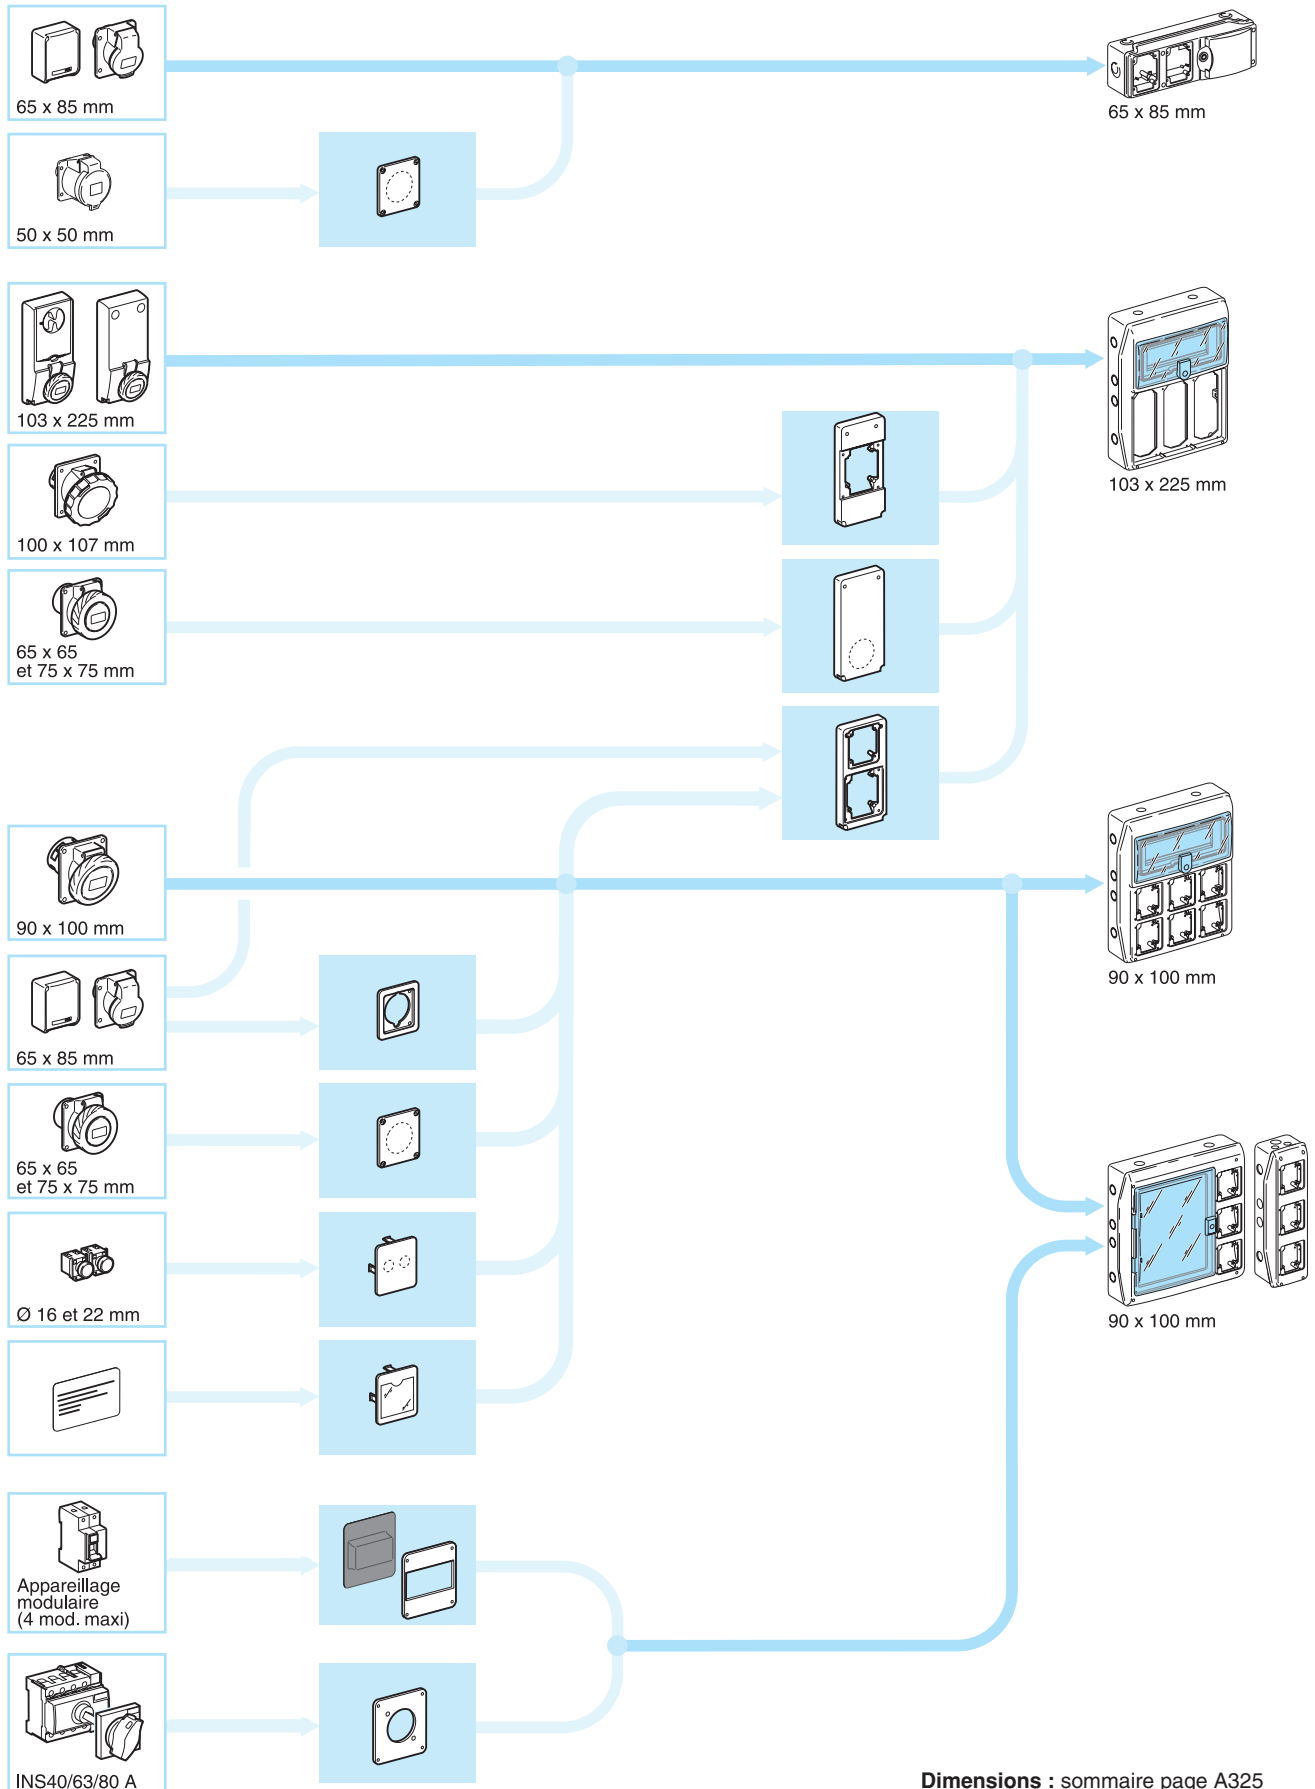 65 x 85 mm
65 x 85 mm
50 x 50 mm
103 x 225 mm
103 x 225 mm
100 x 107 mm
65 x 65
et 75 x 75 mm
90 x 100 mm
90 x 100 mm
65 x 85 mm
65 x 65
et 75 x 75 mm
Ø 16 et 22 mm
90 x 100 mm
Appareillage
modulaire
(4 mod. maxi)
INS40/63/80 A
Dimensions : sommaire page A325